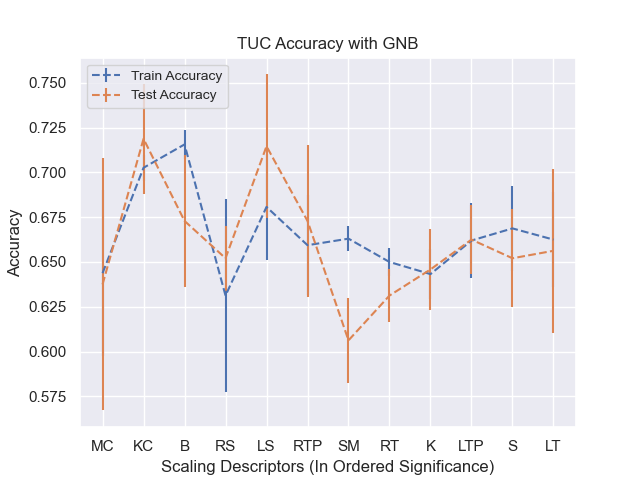 TUC Accuracy with GNB
Train Accuracy
Test Accuracy
0.750
0.725
0.700
0.675
0.650
0.625
0.600
0.575
Accuracy
MC KC B RS LS RTP SM RT K LTP S LT
Scaling Descriptors (In Ordered Significance)